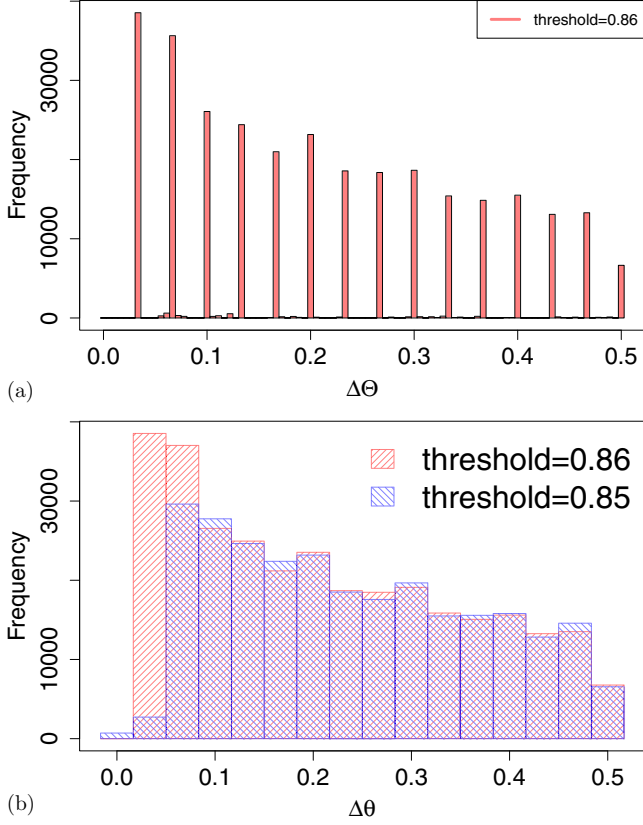 threshold=0.86
Frequency
30000
10000
0
0.0 0.1 0.2 0.3 0.4 0.5
ΔΘ
(a)
threshold=0.86
threshold=0.85
Frequency
30000
10000
0
0.0 0.1 0.2 0.3 0.4 0.5
Δθ
(b)